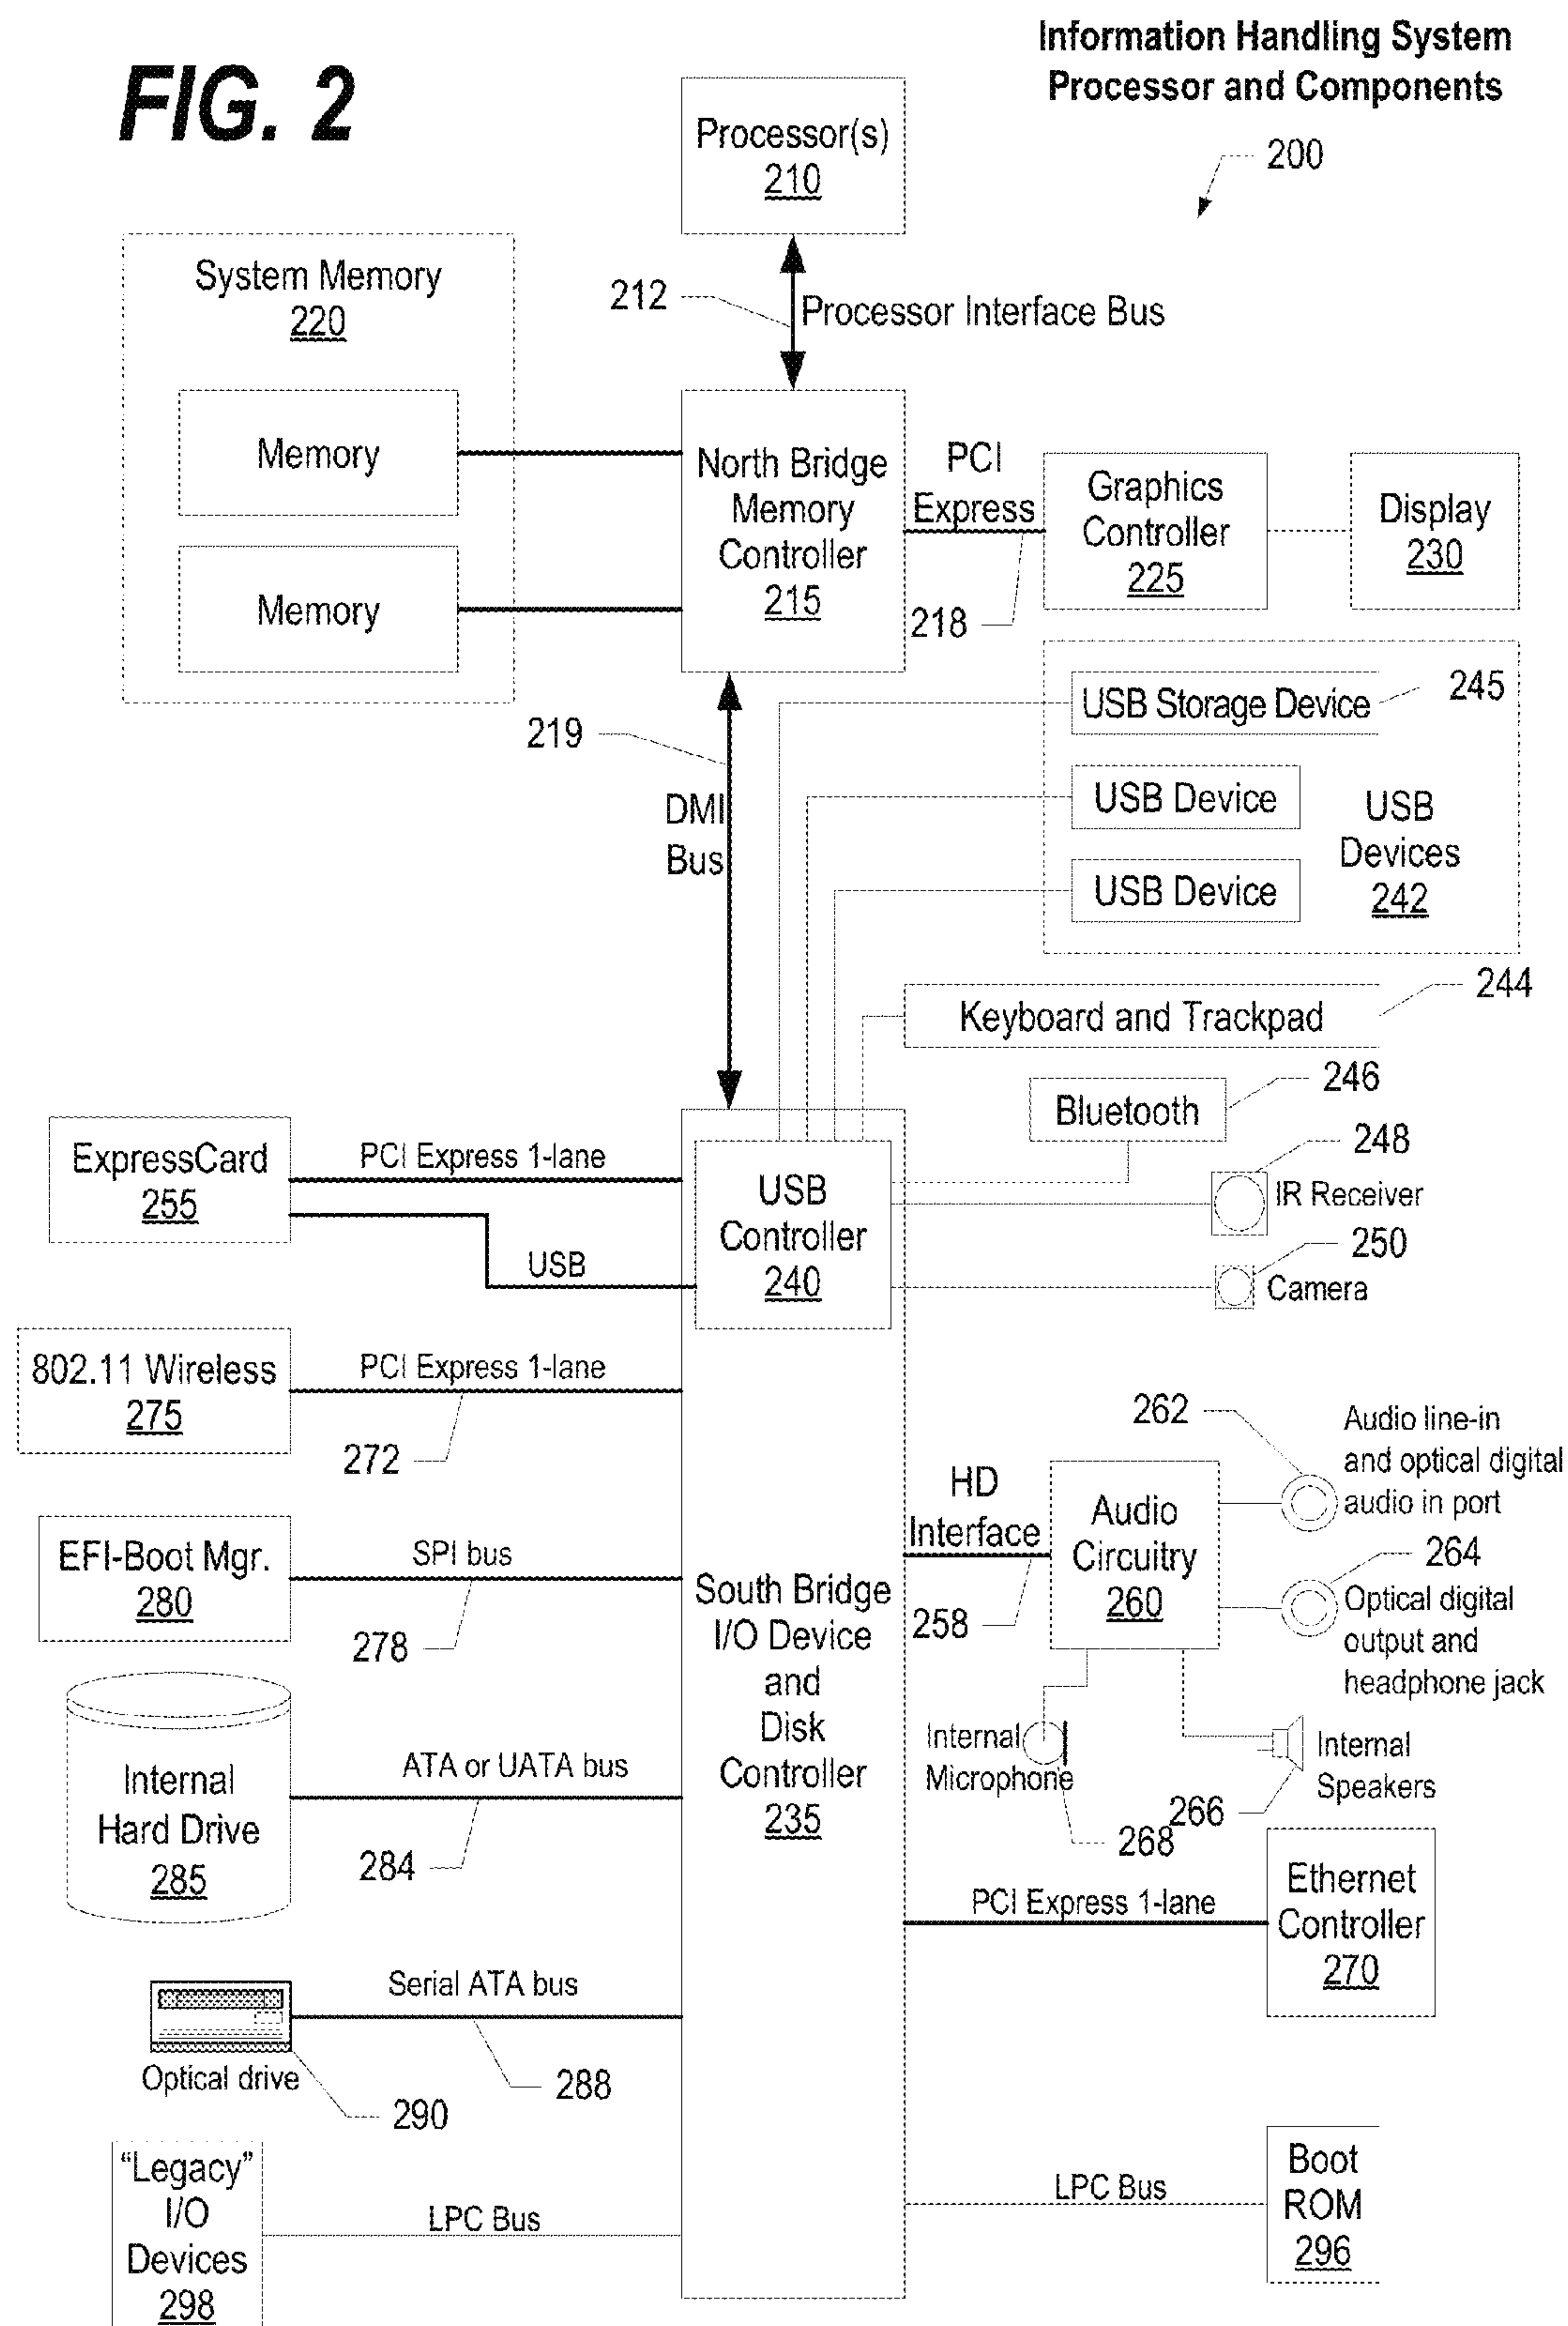 FIG. 2
Information Handling System
Processor and Components
200
Processor(s)
210
212
Processor Interface Bus
System Memory
220
Memory
Memory
North Bridge
Memory
Controller
215
PCI
Express
218
Graphics
Controller
225
Display
230
219
DMI
Bus
USB Storage Device
245
USB Device
USB Device
USB
Devices
242
244
Keyboard and Trackpad
246
Bluetooth
248
IR Receiver
250
Camera
ExpressCard
255
PCI Express 1-lane
USB
USB
Controller
240
802.11 Wireless
275
PCI Express 1-lane
272
EFI-Boot Mgr.
280
SPI bus
278
Internal
Hard Drive
285
ATA or UATA bus
284
South Bridge
I/O Device
and
Disk
Controller
235
HD
Interface
258
Audio
Circuitry
260
262
Audio line-in
and optical digital
audio in port
264
Optical digital
output and
headphone jack
Internal
Microphone
268
266
Internal
Speakers
PCI Express 1-lane
Ethernet
Controller
270
Serial ATA bus
288
Optical drive
290
"Legacy"
I/O
Devices
298
LPC Bus
LPC Bus
Boot
ROM
296